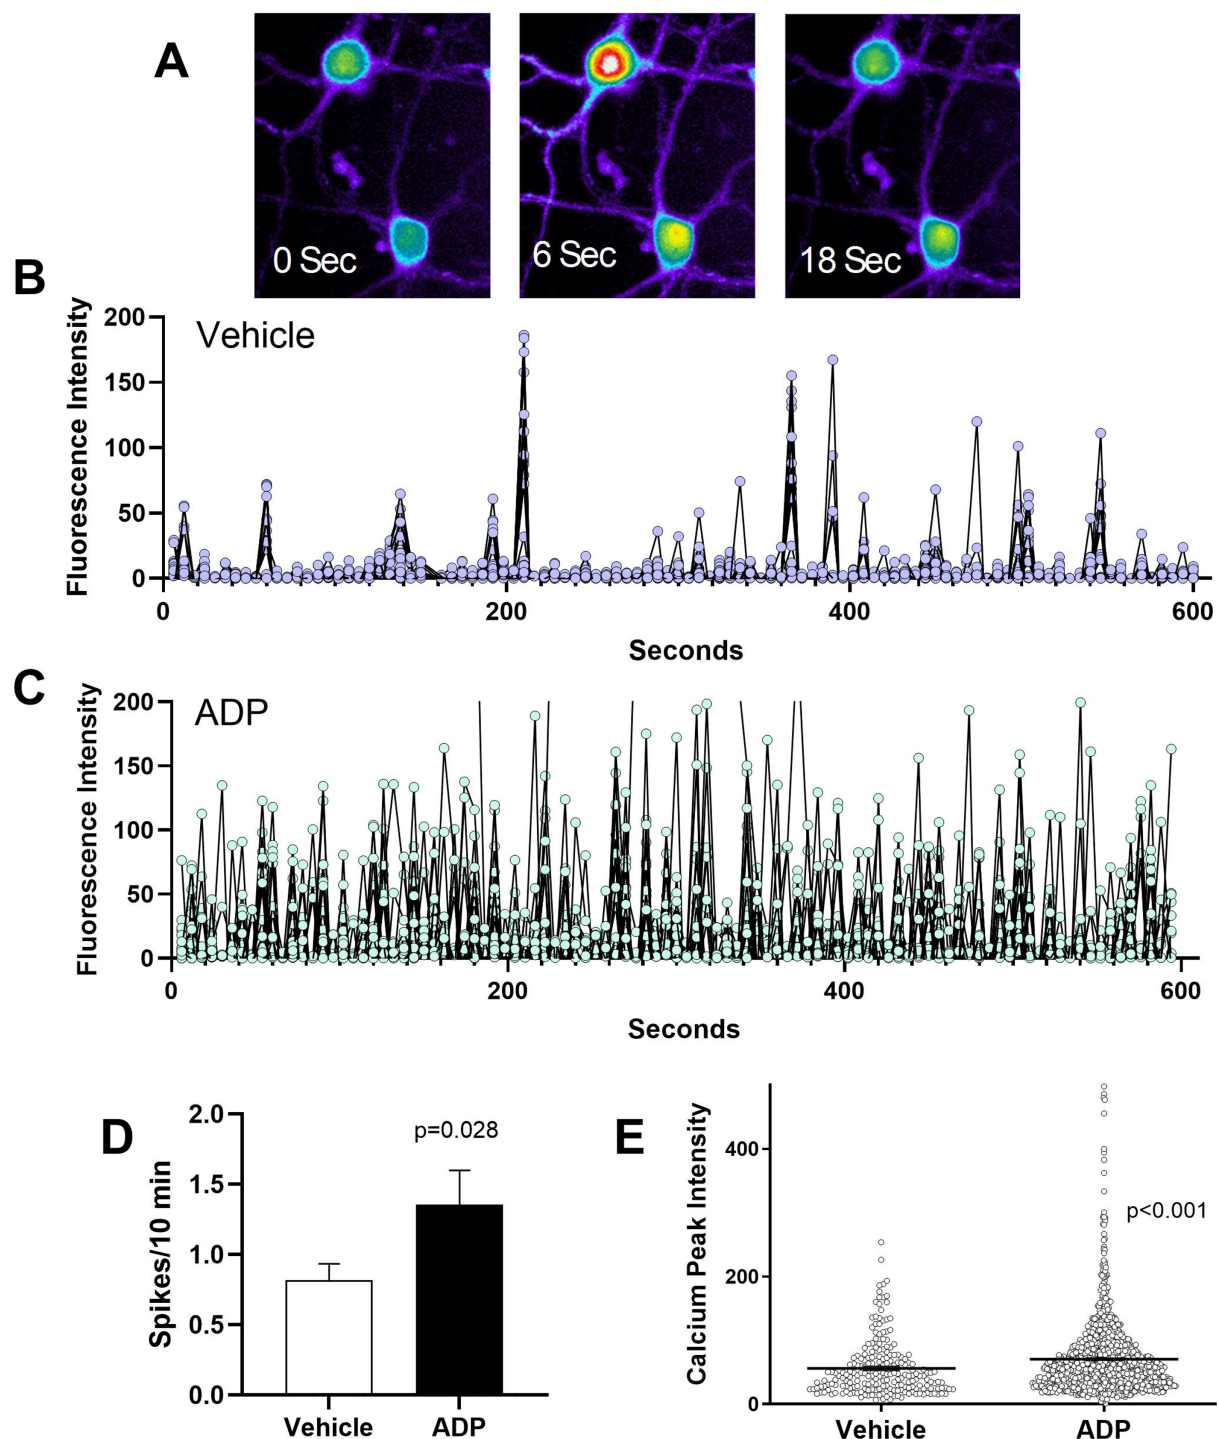 A
0 Sec
6 Sec
18 Sec
B
Fluorescence Intensity
200
150
100
50
0
Vehicle
0
200
400
600
Seconds
C
Fluorescence Intensity
200
150
100
50
0
ADP
0
200
400
600
Seconds
D
Spikes/10 min
2.0
1.5
1.0
0.5
0.0
p=0.028
Vehicle
ADP
E
Calcium Peak Intensity
400
200
0
p<0.001
Vehicle
ADP